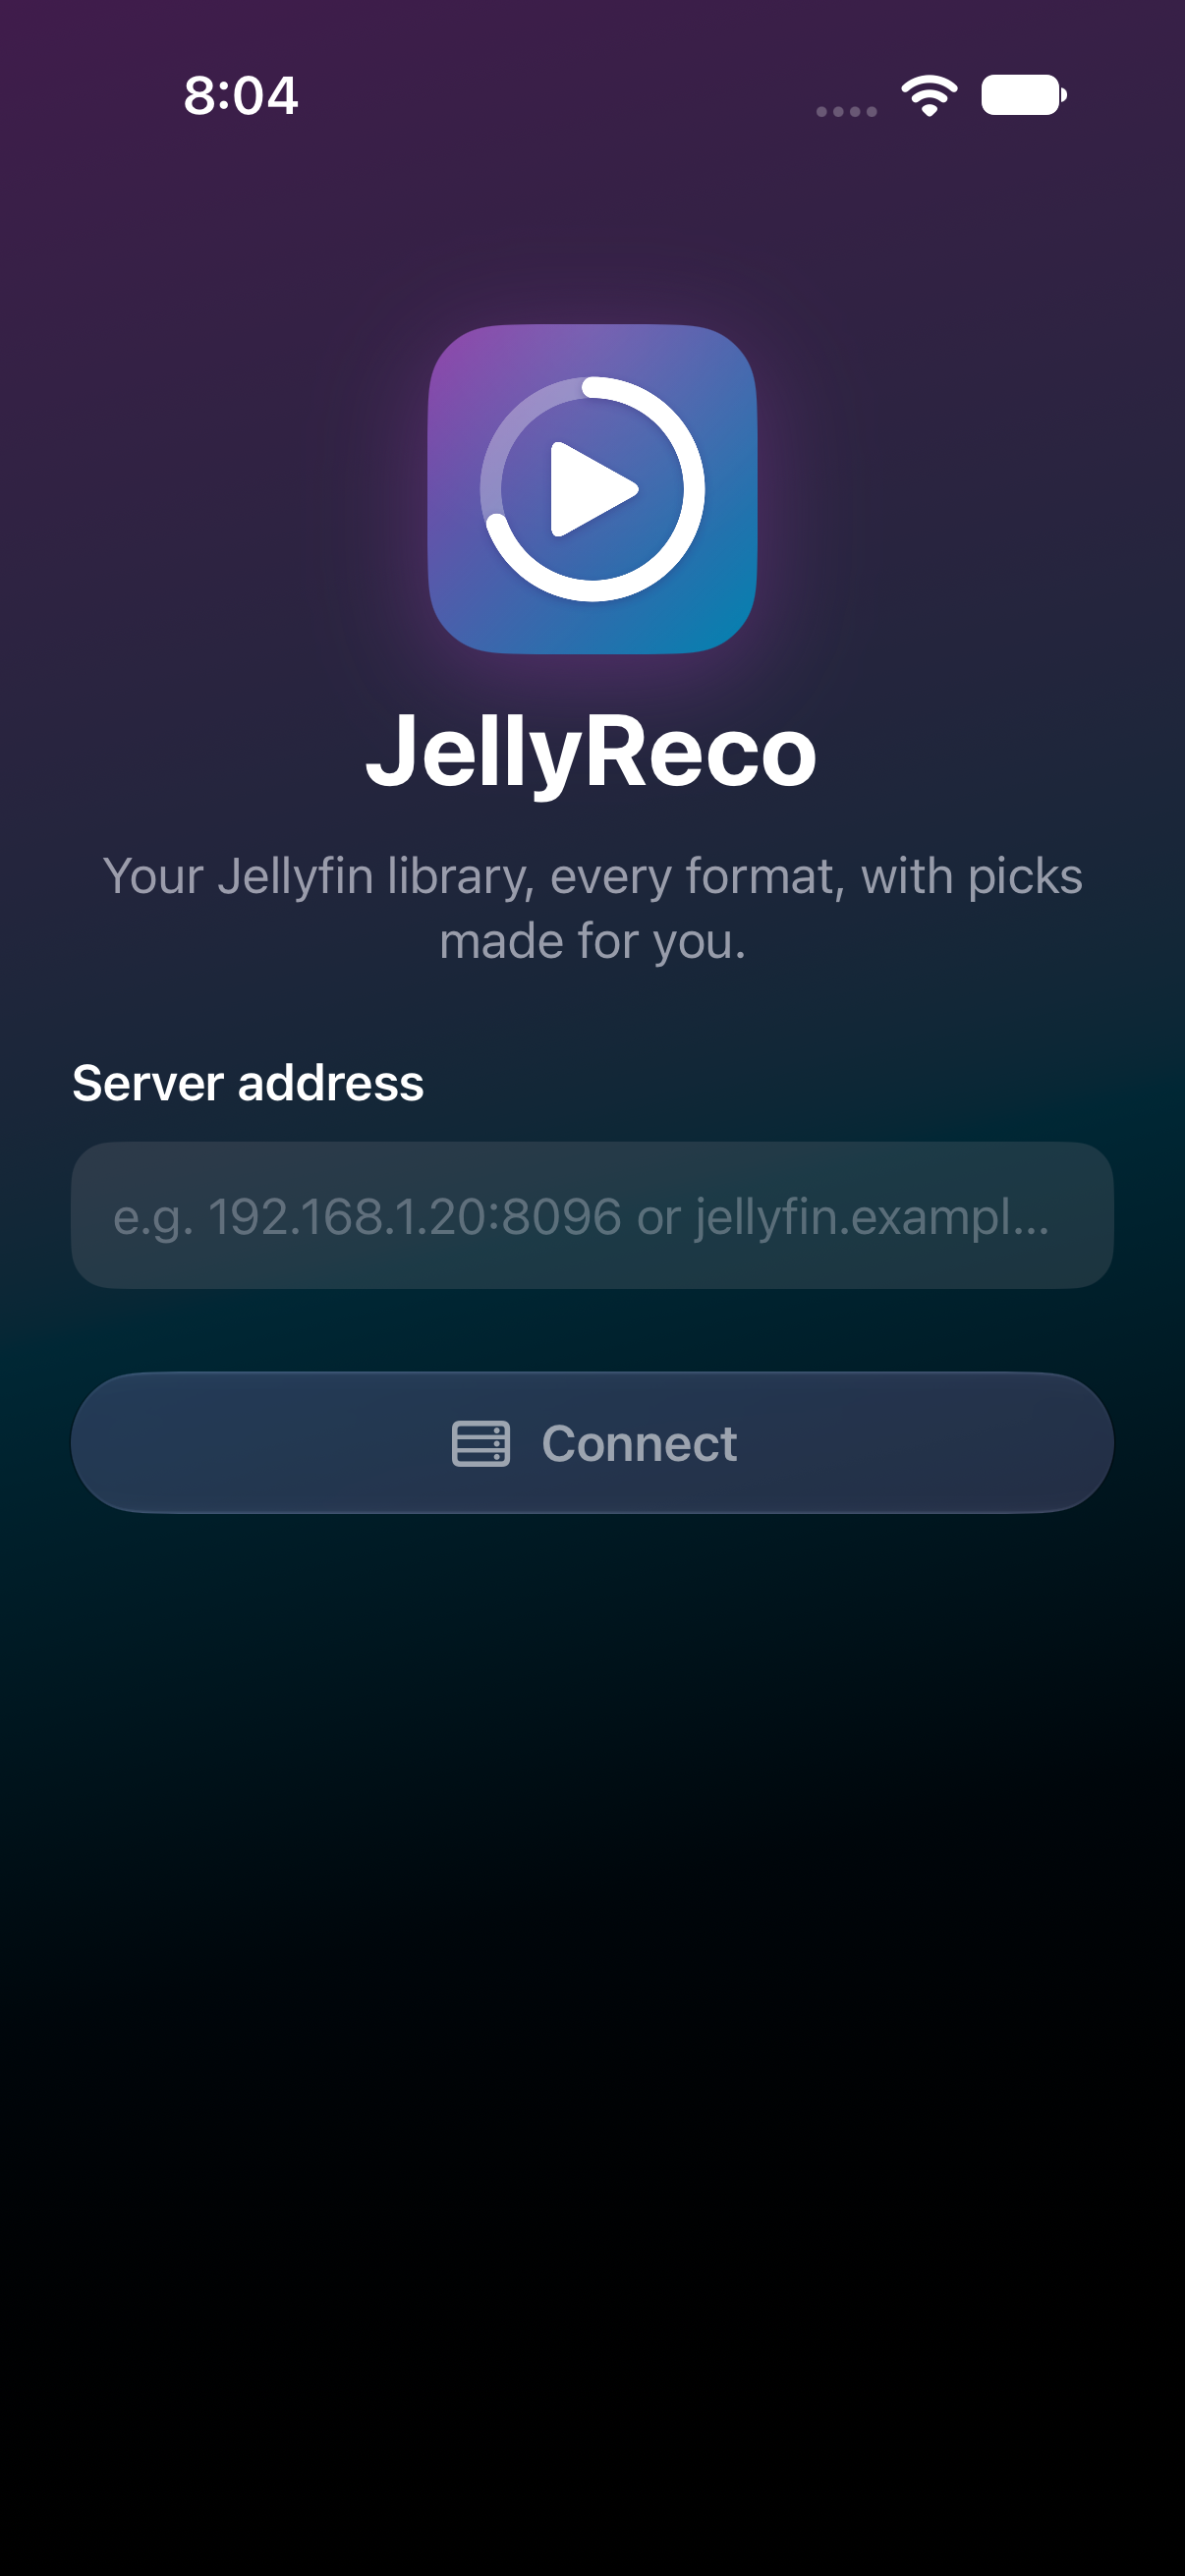 8:04
JellyReco
Your Jellyfin library, every format, with picks
made for you.
Server address
e.g. 192.168.1.20:8096 or jellyfin.exampl...
Connect